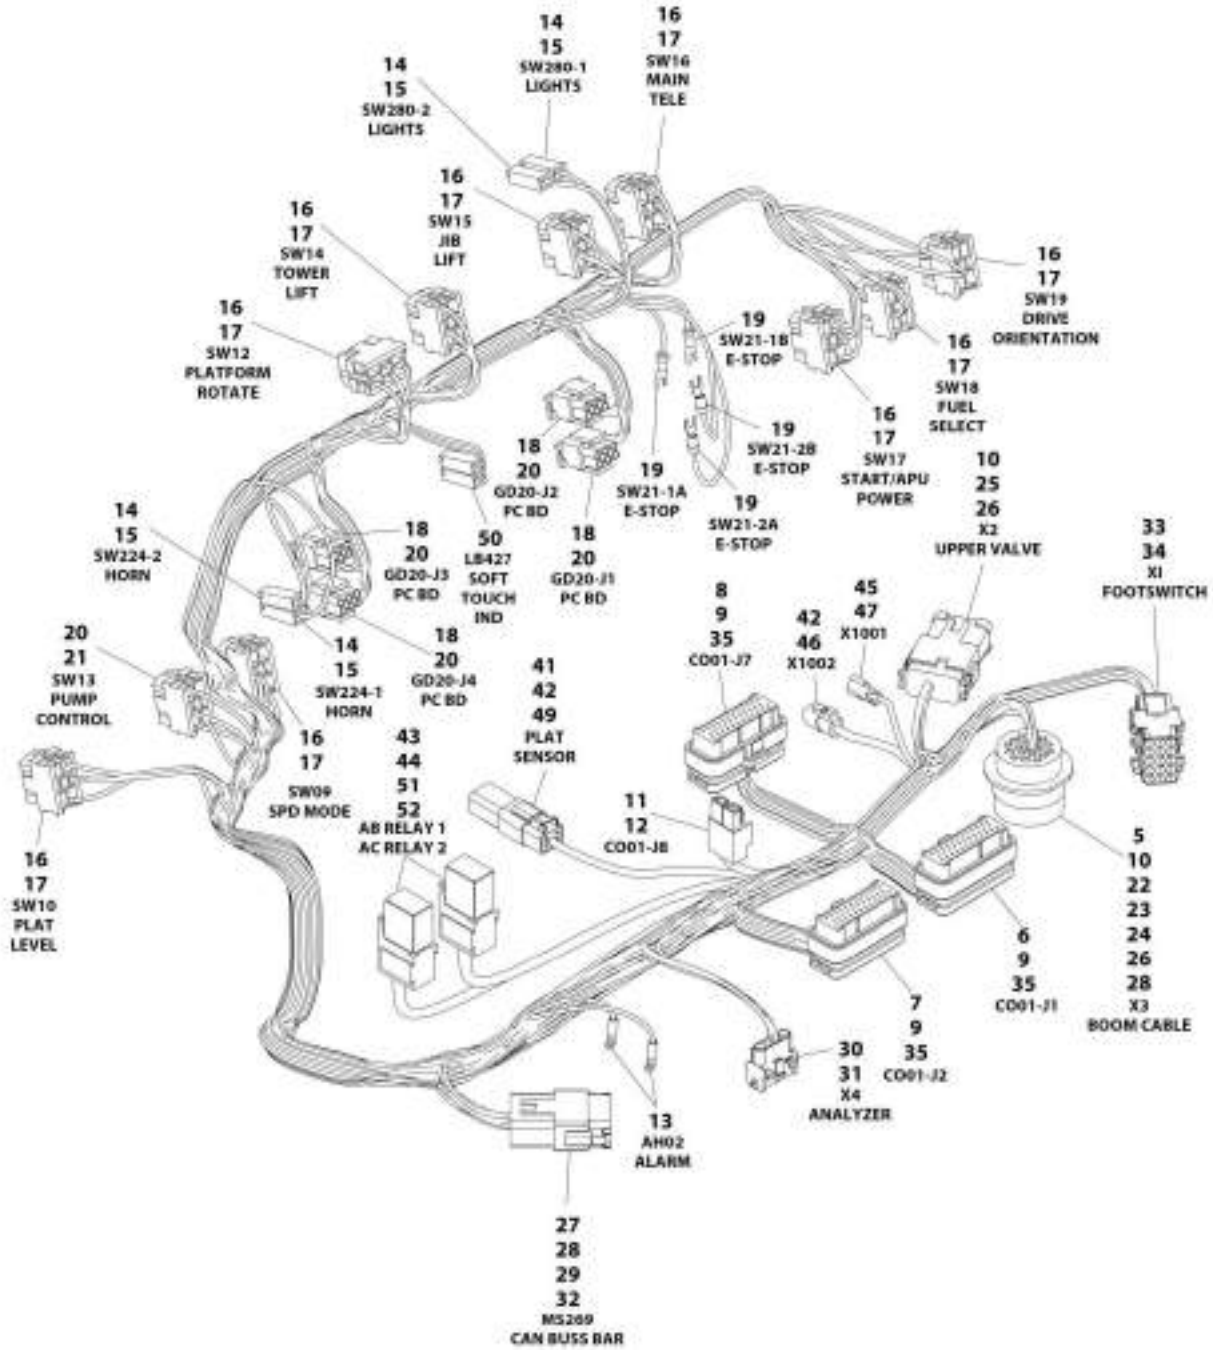 16
17
SW16
MAIN
TELE
14
15
SW280-1
LIGHTS
14
15
SW280-2
LIGHTS
16
17
SW15
JIB
LIFT
16
17
SW14
TOWER
LIFT
16
17
SW12
PLATFORM
ROTATE
16
17
SW19
DRIVE
ORIENTATION
16
17
SW18
FUEL
SELECT
16
17
SW17
START/APU
POWER
19
SW21-1B
E-STOP
19
SW21-2B
E-STOP
19
SW21-1A
E-STOP
19
SW21-2A
E-STOP
18
20
GD20-J2
PC BD
18
20
GD20-J1
PC BD
50
LB427
SOFT
TOUCH
IND
18
20
GD20-J3
PC BD
18
20
GD20-J4
PC BD
14
15
SW224-2
HORN
14
15
SW224-1
HORN
20
21
SW13
PUMP
CONTROL
16
17
SW09
SPD MODE
16
17
SW10
PLAT
LEVEL
10
25
26
X2
UPPER VALVE
33
34
X1
FOOTSWITCH
45
47
X1001
42
46
X1002
8
9
35
CO01-J7
41
42
49
PLAT
SENSOR
43
44
51
52
AB RELAY 1
AC RELAY 2
11
12
CO01-J8
5
10
22
23
24
26
28
X3
BOOM CABLE
6
9
35
CO01-J1
7
9
35
CO01-J2
30
31
X4
ANALYZER
13
AH02
ALARM
27
28
29
32
MS269
CAN BUSS BAR